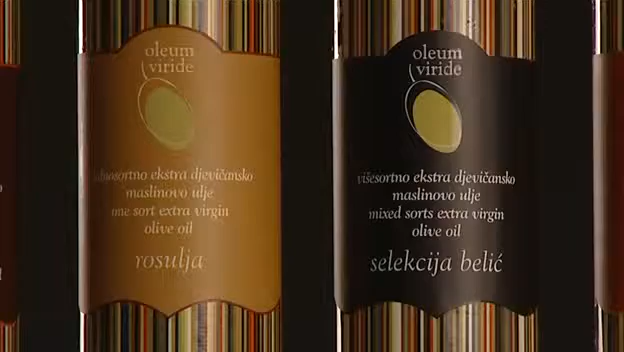 oleum
viride
ekstra djevičansko
maslinovo ulje
one sort extra virgin
olive oil
rosulja
oleum
viride
višesortno ekstra djevičansko
maslinovo ulje
mixed sorts extra virgin
olive oil
selekcija belić